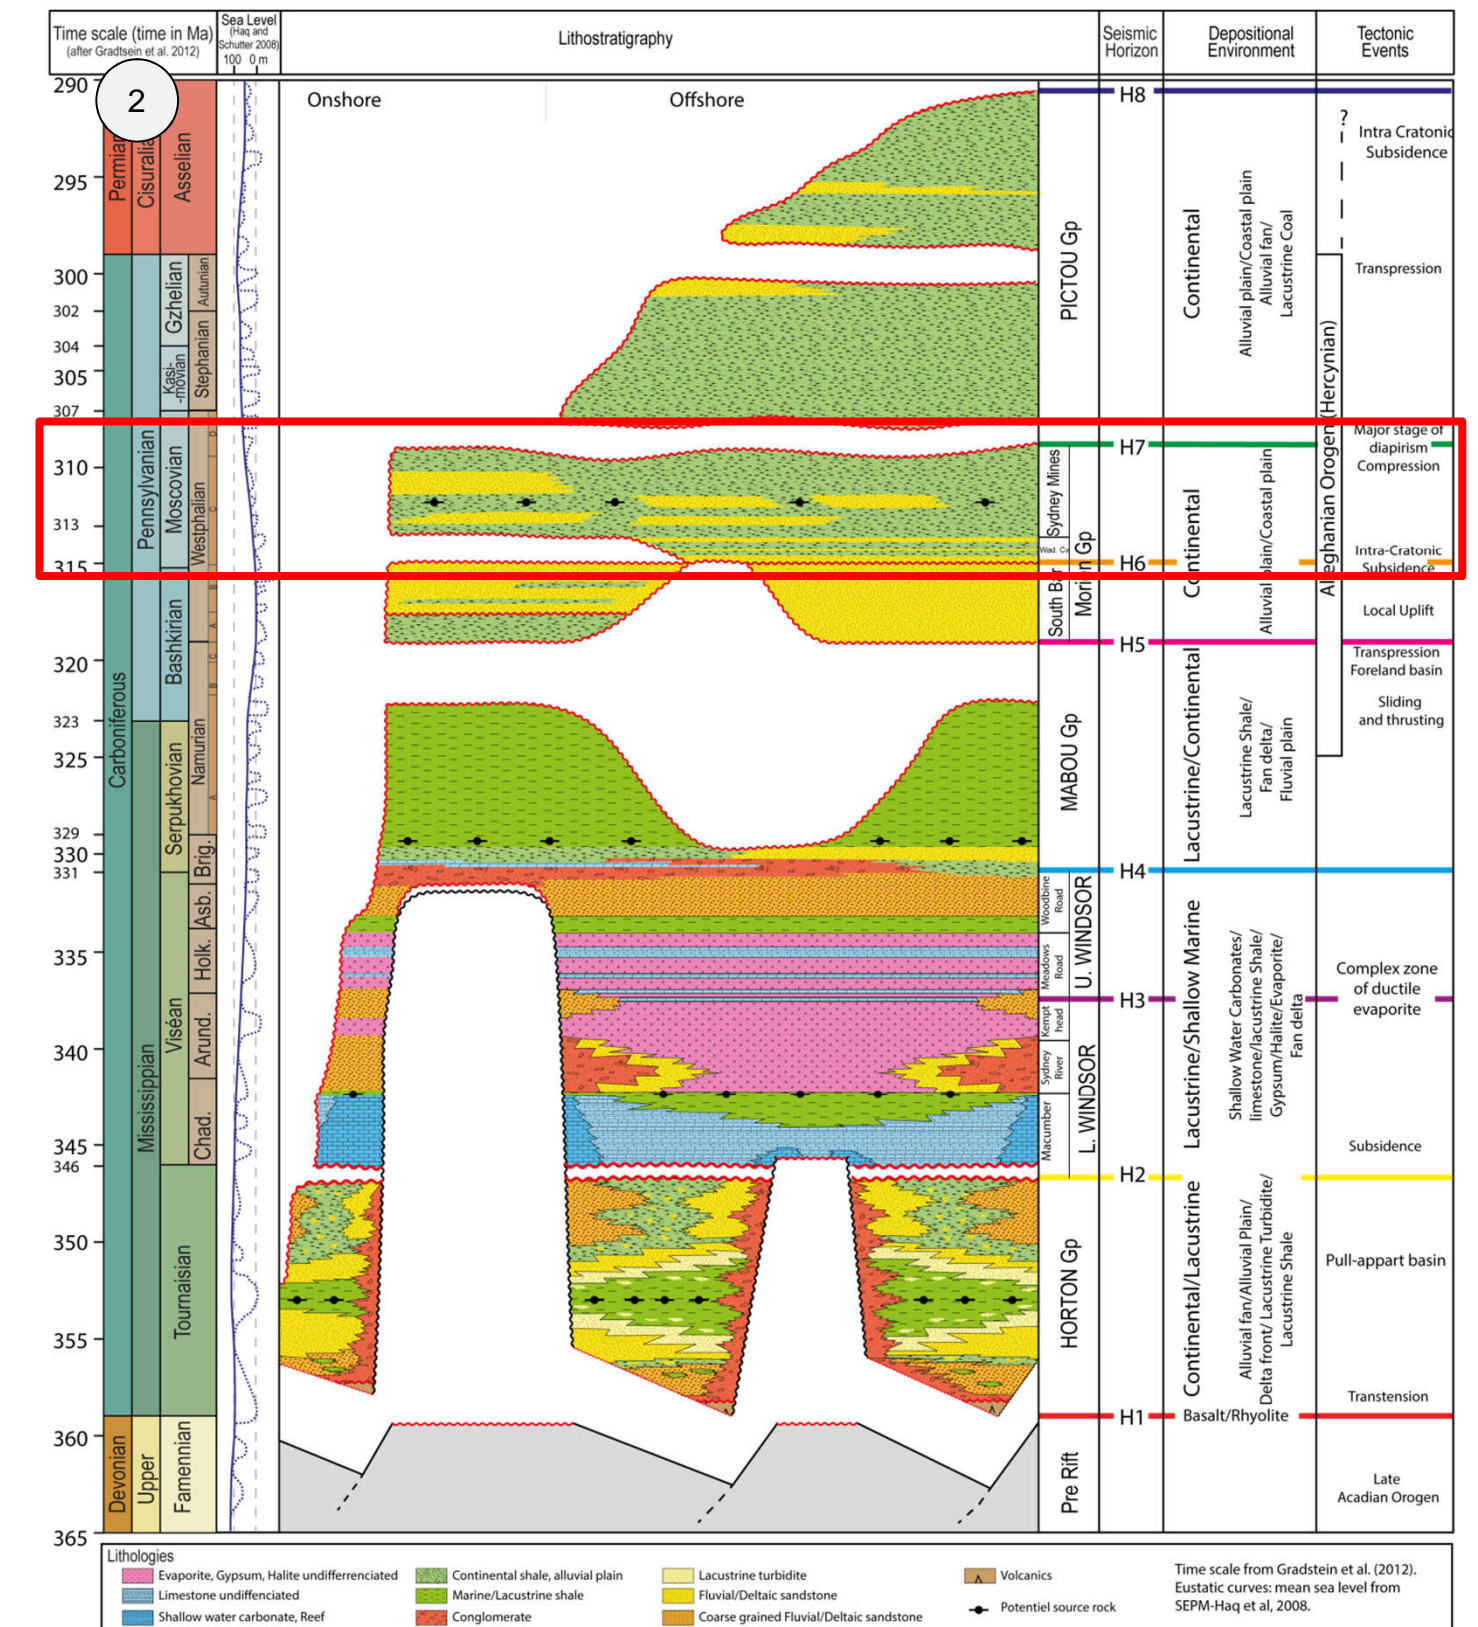 Time scale (time in Ma)
(after Gradtsein et al. 2012)
Sea Level
(Haq and
Schutter 2008)
100 0 m
Lithostratigraphy
Seismic
Horizon
Depositional
Environment
Tectonic
Events
2
Onshore
Offshore
290
295
300
302
304
305
307
310
313
315
320
323
325
329
330
331
335
340
345
346
350
355
360
365
Permian
Carboniferous
Devonian
Pennsylvanian
Mississippian
Upper
Asselian
Gzhelian
Kasi-
-movian
Moscovian
Bashkirian
Serpukhovian
Viséan
Tournaisian
Famennian
Autunian
Stephanian
Westphalian
Namurian
Brig.
Asb.
Holk.
Arund.
Chad.
D
C
B
A
C
B
A
PICTOU Gp
Sydney Mines
South Bar
MABOU Gp
Woodbine
Road
Meadows
Road
U. WINDSOR
Kempt
head
Sydney
River
Macumber
L. WINDSOR
HORTON Gp
Pre Rift
H8
H7
H6
H5
H4
H3
H2
H1
Continental
Alluvial plain/Coastal plain
Alluvial fan/
Lacustrine Coal
Continental
Lacustrine/Continental
Lacustrine Shale/
Fan delta/
Fluvial plain
Lacustrine/Shallow Marine
Shallow Water Carbonates/
limestone/lacustrine Shale/
Gypsum/Halite/Evaporite/
Fan delta
Continental/Lacustrine
Alluvial fan/Alluvial Plain/
Delta front/ Lacustrine Turbidite/
Lacustrine Shale
Basalt/Rhyolite
?
Intra Cratonic
Subsidence
Transpression
Major stage of
diapirism
Compression
Intra-Cratonic
Subsidence
Local Uplift
Transpression
Foreland basin
Sliding
and thrusting
Complex zone
of ductile
evaporite
Subsidence
Pull-appart basin
Transtension
Late
Acadian Orogen
Lithologies
Evaporite, Gypsum, Halite undifferrenciated
Limestone undiffenciated
Shallow water carbonate, Reef
Continental shale, alluvial plain
Marine/Lacustrine shale
Conglomerate
Lacustrine turbidite
Fluvial/Deltaic sandstone
Coarse grained Fluvial/Deltaic sandstone
Volcanics
Potentiel source rock
Time scale from Gradstein et al. (2012).
Eustatic curves: mean sea level from
SEPM-Haq et al, 2008.